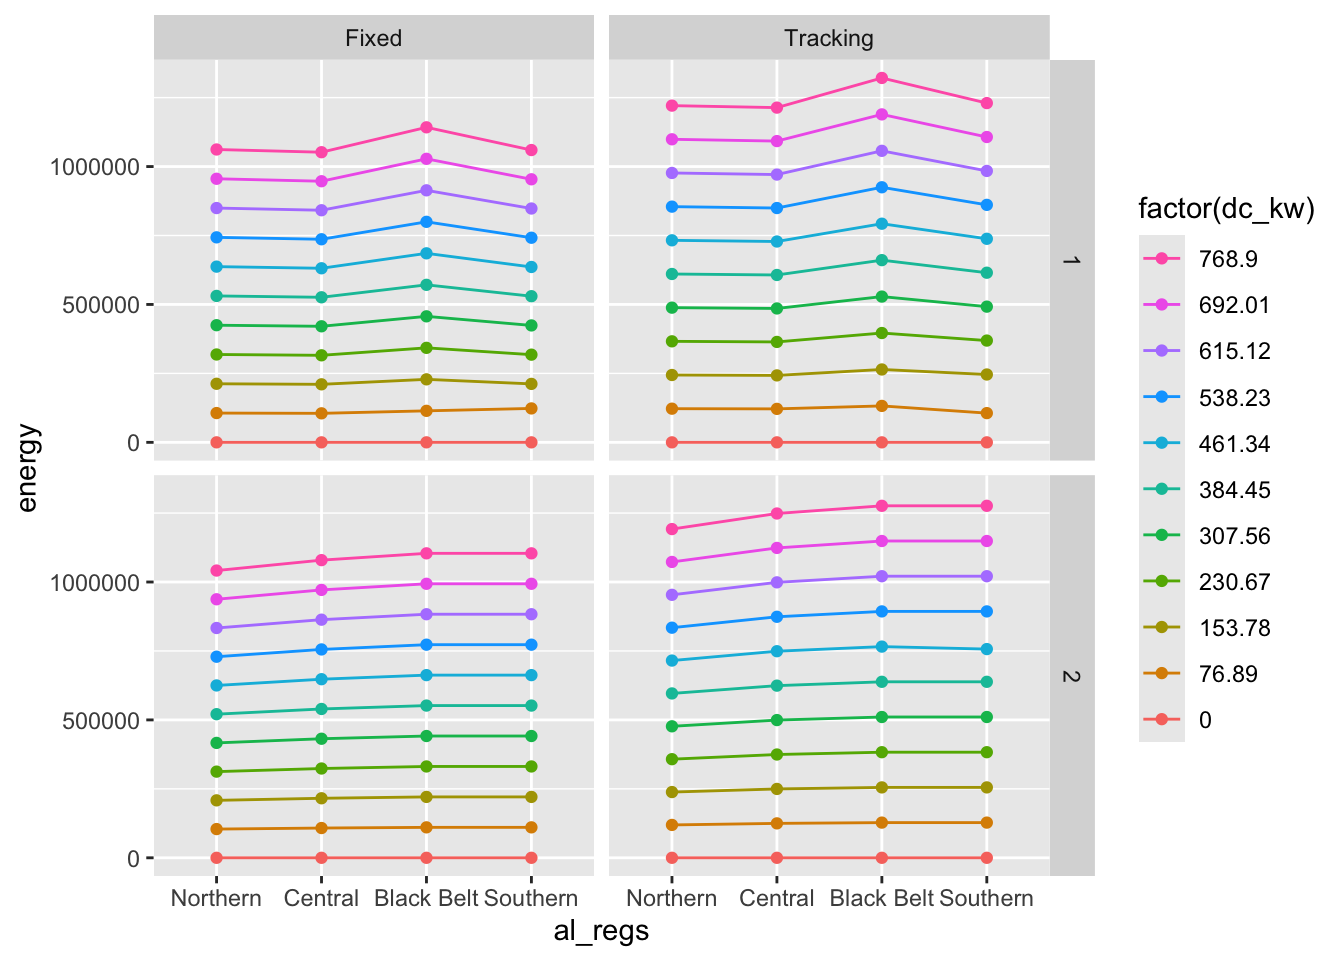 Fixed
Tracking
1000000
500000
0
1
1000000
500000
0
2
energy
Northern Central Black Belt Southern
Northern Central Black Belt Southern
al_regs
factor(dc_kw)
768.9
692.01
615.12
538.23
461.34
384.45
307.56
230.67
153.78
76.89
0